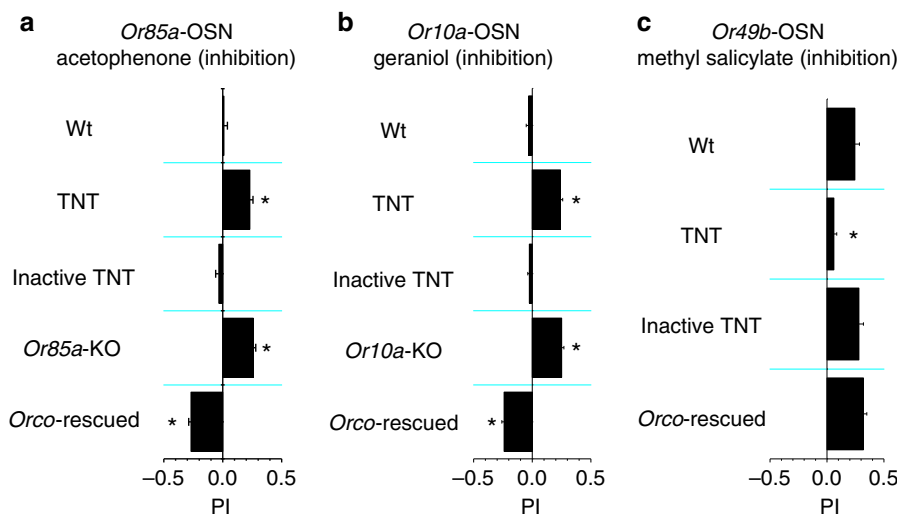 a
Or85a-OSN
acetophenone (inhibition)
Wt
TNT
*
Inactive TNT
Or85a-KO
*
Orco-rescued
*
–0.5 0.0 0.5
PI
b
Or10a-OSN
geraniol (inhibition)
Wt
TNT
*
Inactive TNT
Or10a-KO
*
Orco-rescued
*
–0.5 0.0 0.5
PI
c
Or49b-OSN
methyl salicylate (inhibition)
Wt
TNT
*
Inactive TNT
Orco-rescued
–0.5 0.0 0.5
PI